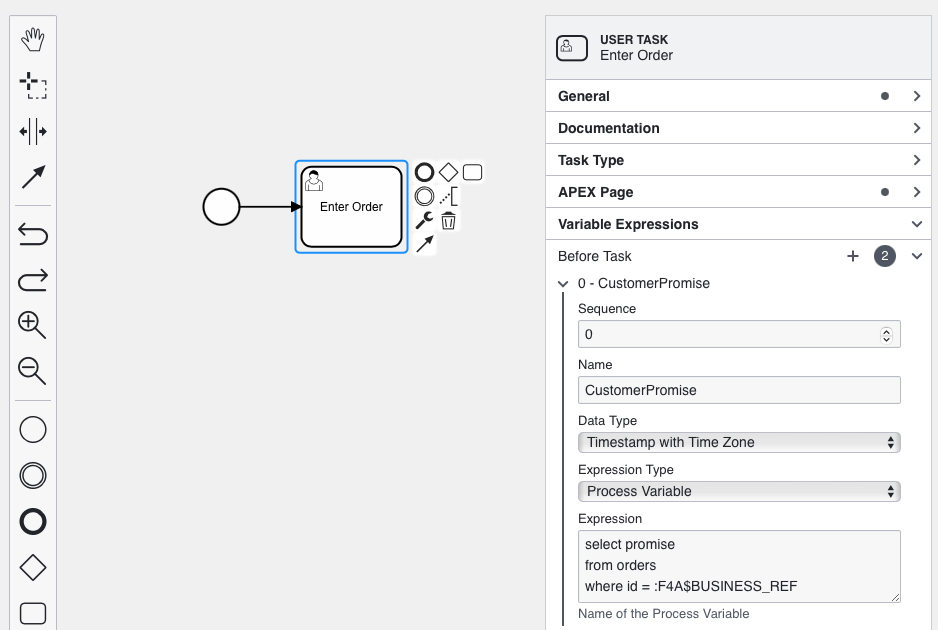 Enter Order
USER TASK
Enter Order
General
Documentation
Task Type
APEX Page
Variable Expressions
Before Task
2
0 - CustomerPromise
Sequence
0
Name
CustomerPromise
Data Type
Timestamp with Time Zone
Expression Type
Process Variable
Expression
select promise
from orders
where id = :F4A$BUSINESS_REF
Name of the Process Variable